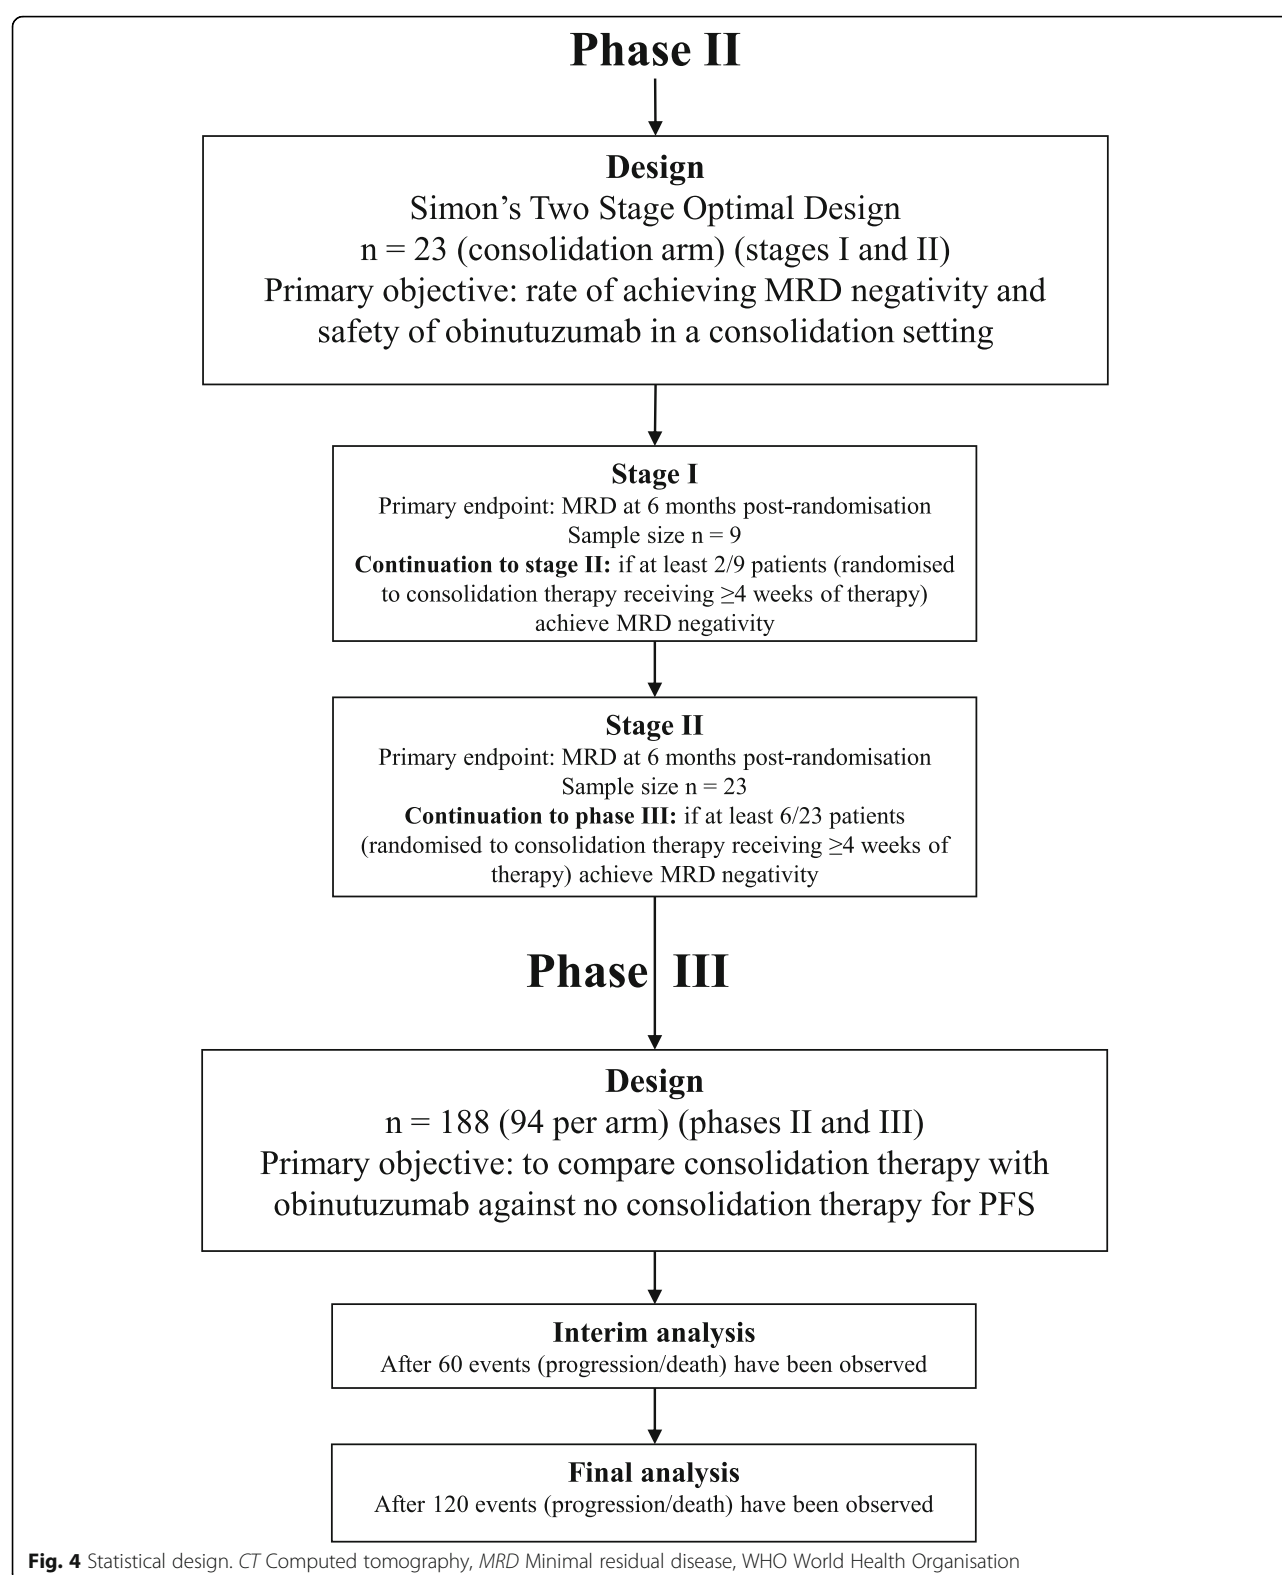 Phase II
Design
Simon's Two Stage Optimal Design
n = 23 (consolidation arm) (stages I and II)
Primary objective: rate of achieving MRD negativity and
safety of obinutuzumab in a consolidation setting
Stage I
Primary endpoint: MRD at 6 months post-randomisation
Sample size n = 9
Continuation to stage II: if at least 2/9 patients (randomised
to consolidation therapy receiving ≥4 weeks of therapy)
achieve MRD negativity
Stage II
Primary endpoint: MRD at 6 months post-randomisation
Sample size n = 23
Continuation to phase III: if at least 6/23 patients
(randomised to consolidation therapy receiving ≥4 weeks of
therapy) achieve MRD negativity
Phase III
Design
n = 188 (94 per arm) (phases II and III)
Primary objective: to compare consolidation therapy with
obinutuzumab against no consolidation therapy for PFS
Interim analysis
After 60 events (progression/death) have been observed
Final analysis
After 120 events (progression/death) have been observed
Fig. 4 Statistical design. CT Computed tomography, MRD Minimal residual disease, WHO World Health Organisation